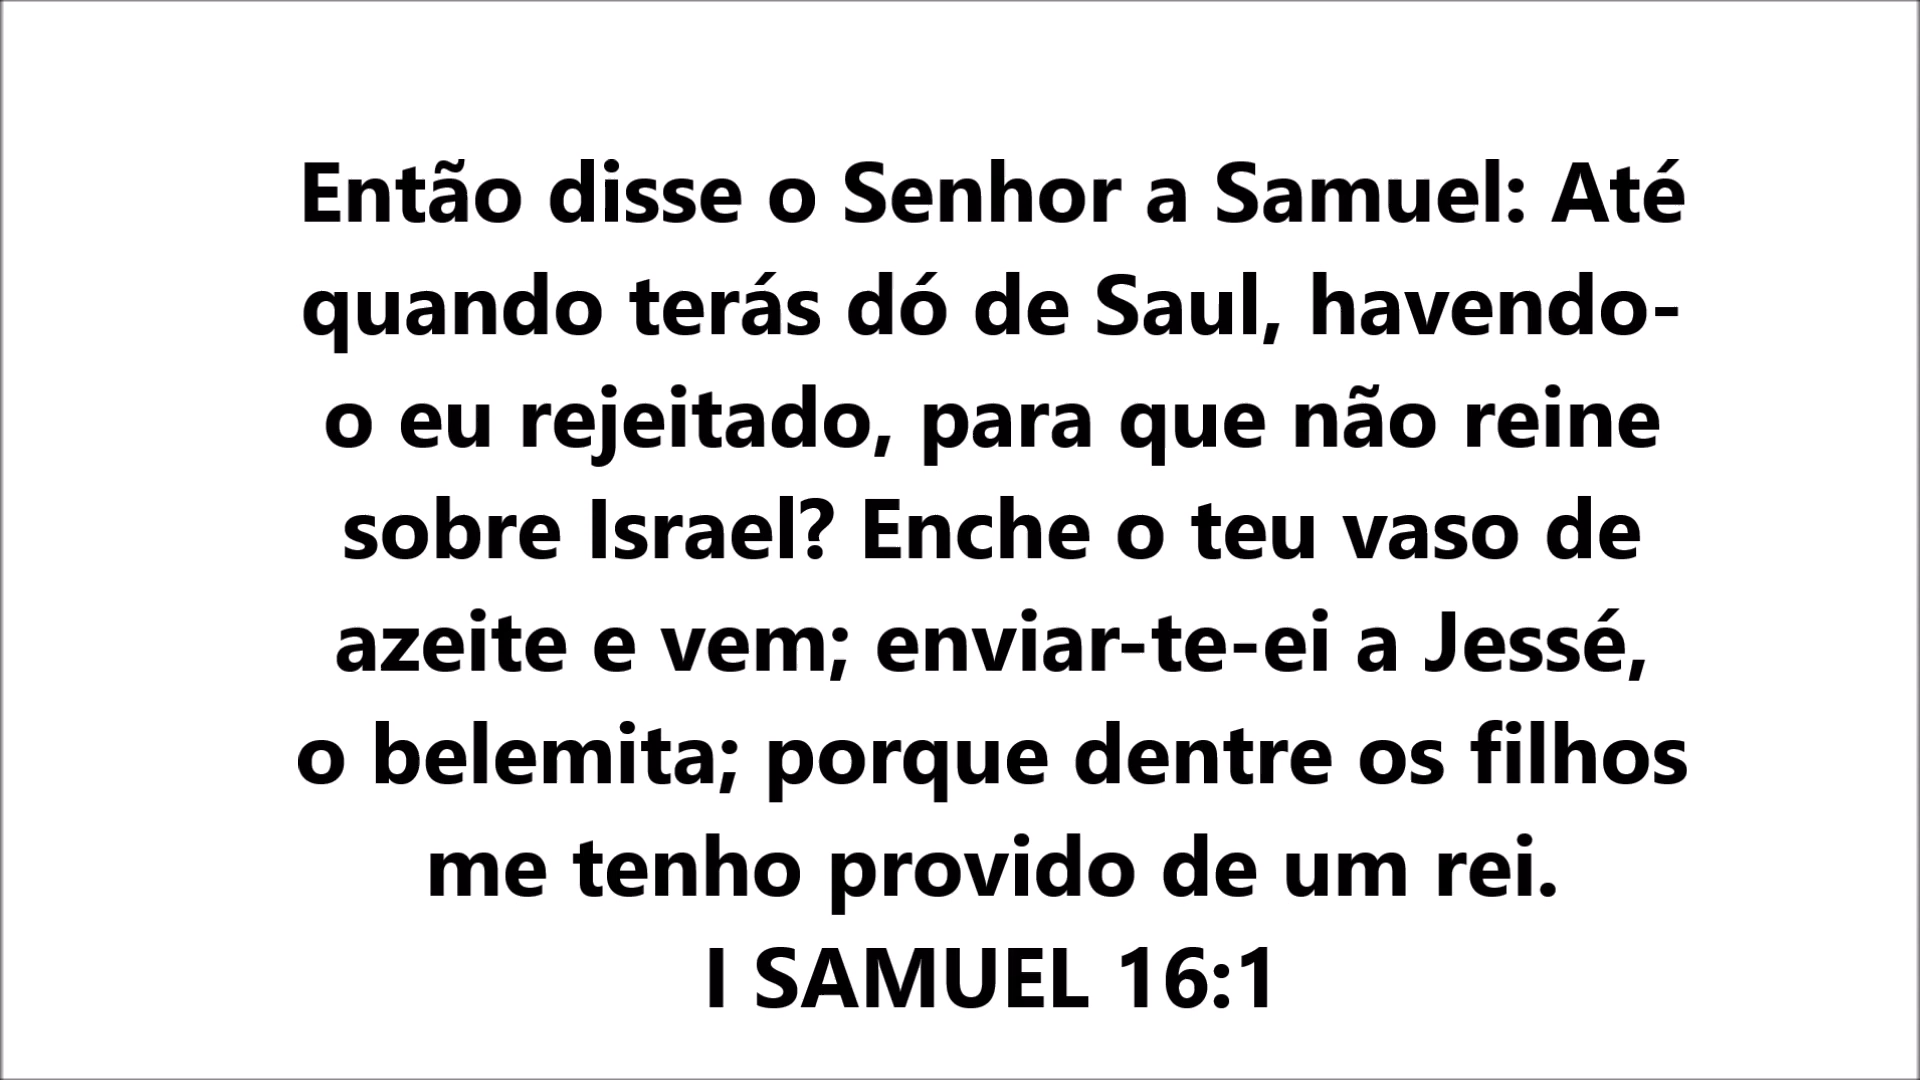 Então disse o Senhor a Samuel: Até
quando terás dó de Saul, havendo-
o eu rejeitado, para que não reine
sobre Israel? Enche o teu vaso de
azeite e vem; enviar-te-ei a Jessé,
o belemita; porque dentre os filhos
me tenho provido de um rei.
I SAMUEL 16:1